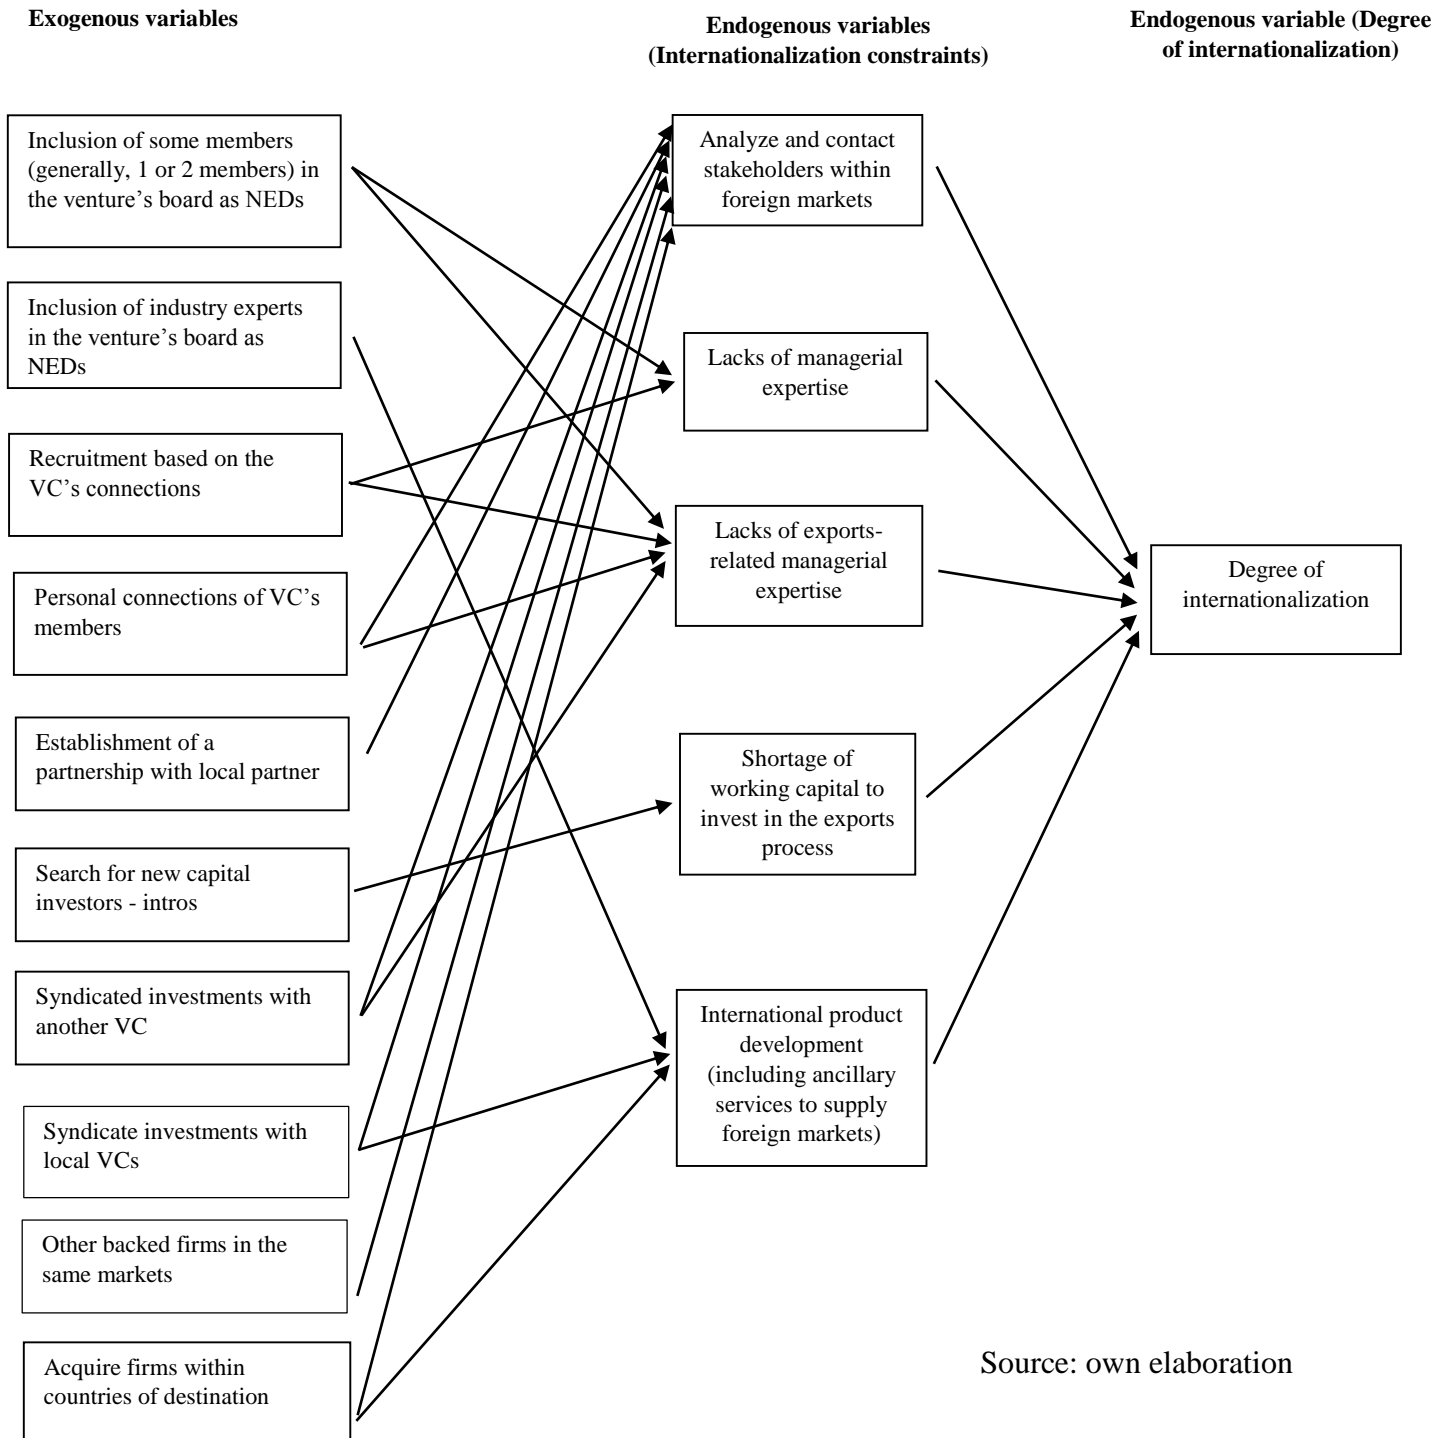 Exogenous variables
Endogenous variables
(Internationalization constraints)
Endogenous variable (Degree
of internationalization)
Inclusion of some members
(generally, 1 or 2 members) in
the venture’s board as NEDs
Inclusion of industry experts
in the venture’s board as
NEDs
Recruitment based on the
VC’s connections
Personal connections of VC’s
members
Establishment of a
partnership with local partner
Search for new capital
investors - intros
Syndicated investments with
another VC
Syndicate investments with
local VCs
Other backed firms in the
same markets
Acquire firms within
countries of destination
Analyze and contact
stakeholders within
foreign markets
Lacks of managerial
expertise
Lacks of exports-
related managerial
expertise
Shortage of
working capital to
invest in the exports
process
International product
development
(including ancillary
services to supply
foreign markets)
Degree of
internationalization
Source: own elaboration